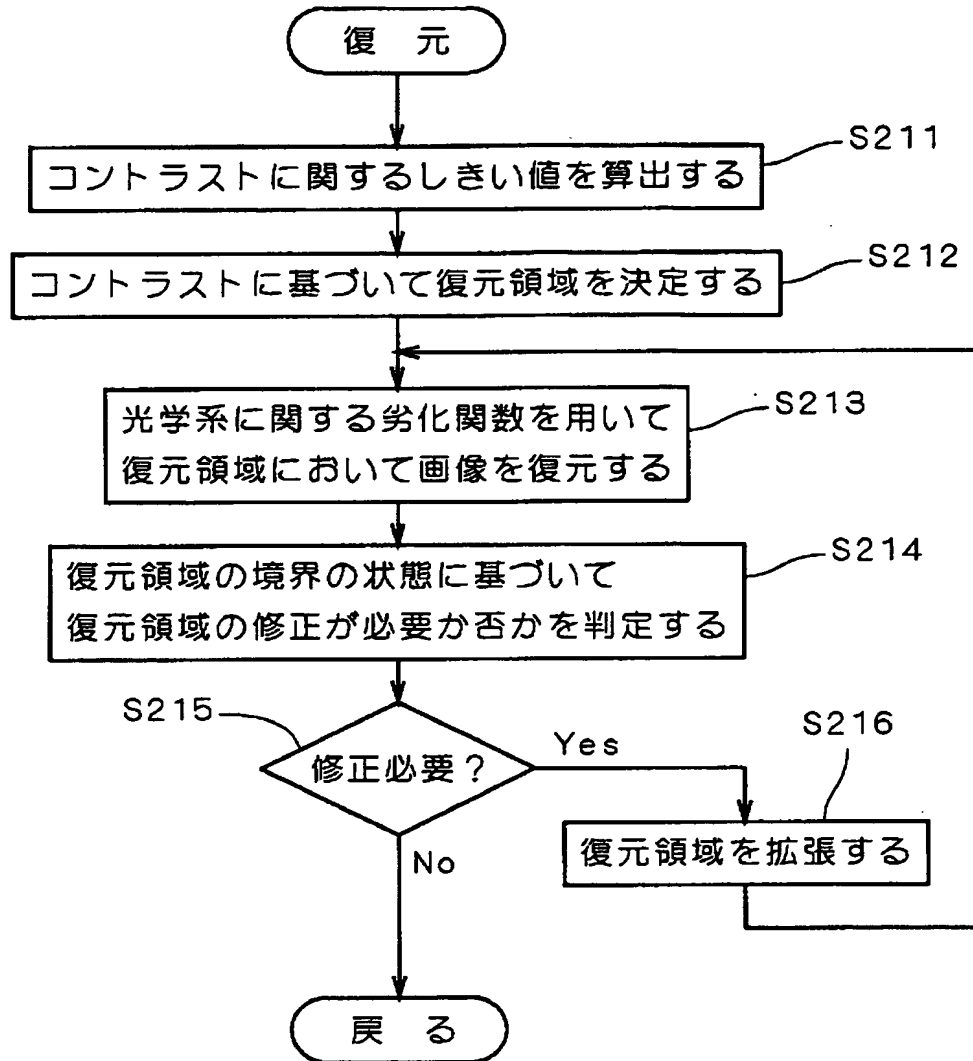 復 元
S211
コントラストに関するしきい値を算出する
S212
コントラストに基づいて復元領域を決定する
S213
光学系に関する劣化関数を用いて
復元領域において画像を復元する
S214
復元領域の境界の状態に基づいて
復元領域の修正が必要か否かを判定する
S215
修正必要？
Yes
S216
復元領域を拡張する
No
戻 る